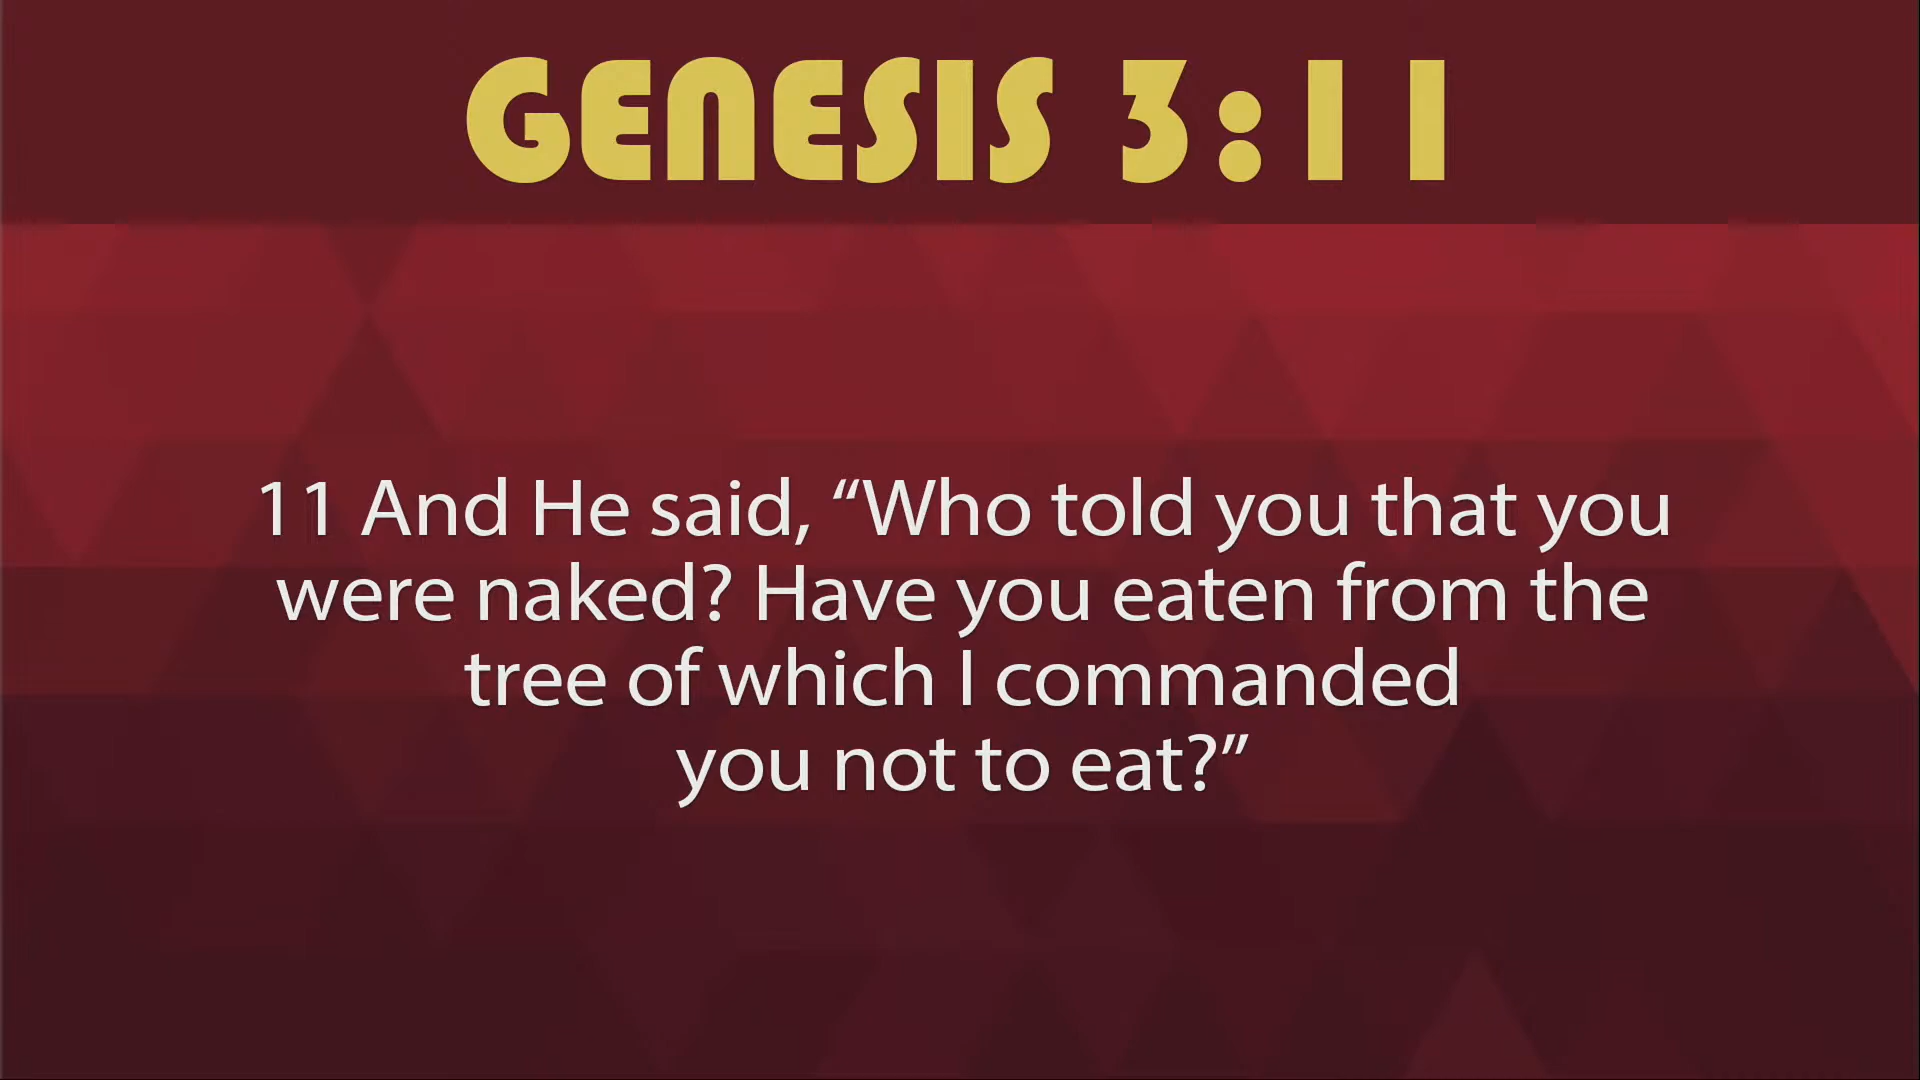 GENESIS 3:11
11 And He said, “Who told you that you
were naked? Have you eaten from the
tree of which I commanded
you not to eat?”